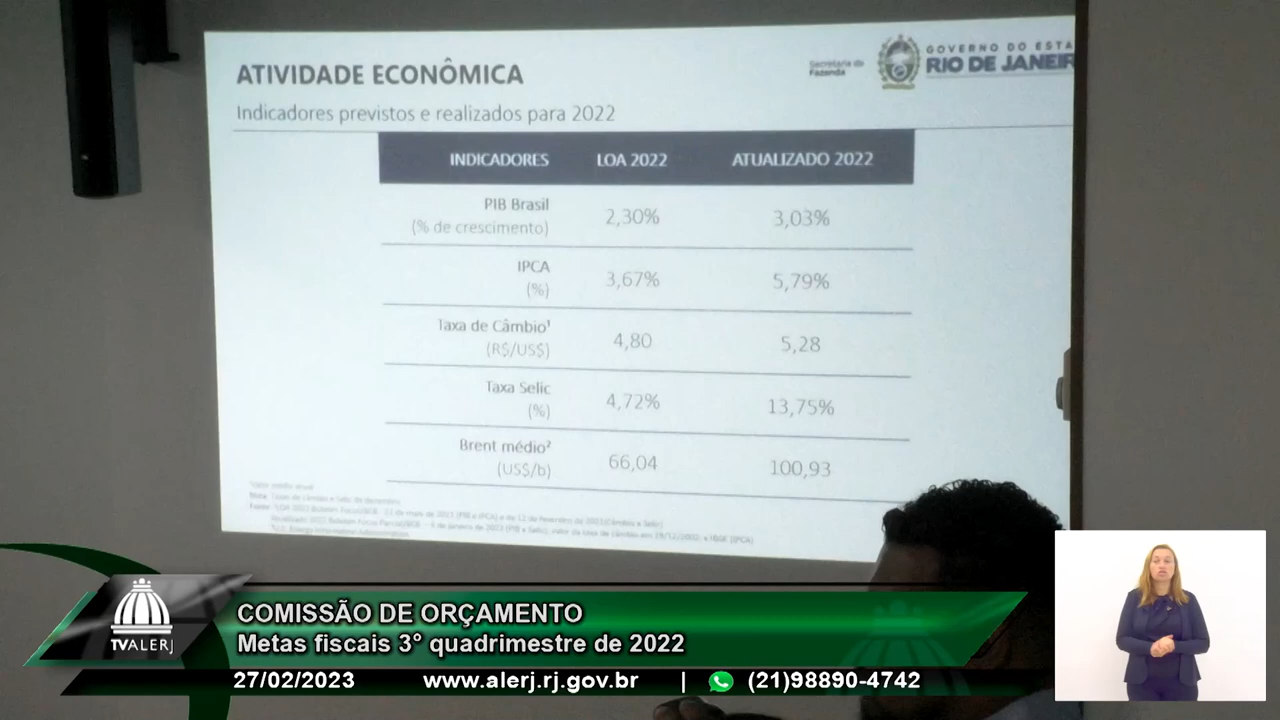 ATIVIDADE ECONÔMICA
Indicadores previstos e realizados para 2022
Secretaria de
Fazenda
GOVERNO DO ESTA
RIO DE JANEIR
INDICADORES LOA 2022 ATUALIZADO 2022
PIB Brasil
(% de crescimento) 2,30% 3,03%
IPCA
(%) 3,67% 5,79%
Taxa de Câmbio¹
(R$/US$) 4,80 5,28
Taxa Selic
(%) 4,72% 13,75%
Brent médio²
(US$/b) 66,04 100,93
COMISSÃO DE ORÇAMENTO
Metas fiscais 3° quadrimestre de 2022
TVALERJ
27/02/2023 www.alerj.rj.gov.br | (21)98890-4742